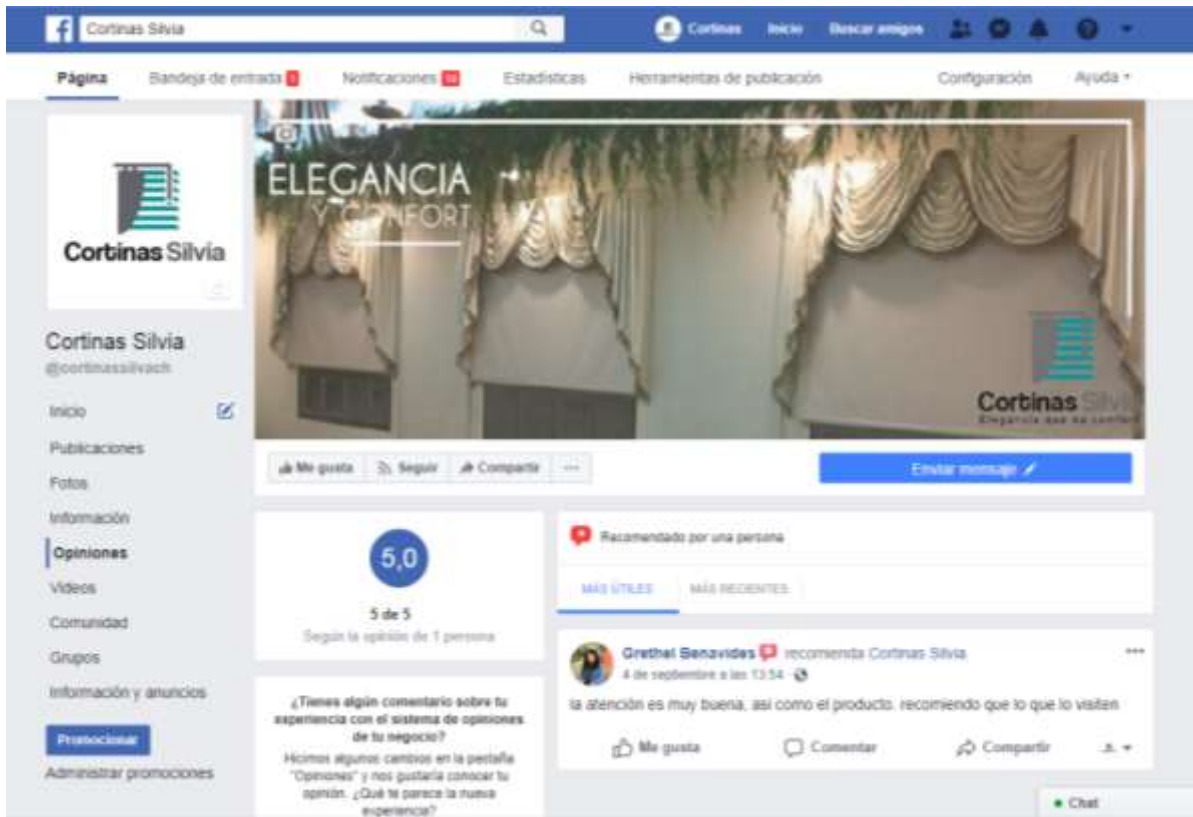 Cortinas Silvia
Cortinas Inicio Buscar amigos
Página Bandeja de entrada Notificaciones Estadísticas Herramientas de publicación Configuración Ayuda
ELEGANCIA
Y CONFORT
Cortinas Silvia
Cortinas Silvia
Cortinas Silvia
@cortinassilvach
Inicio
Publicaciones
Fotos
Información
Opiniones
Videos
Comunidad
Grupos
Información y anuncios
Promocionar
Administrar promociones
Me gusta Seguir Compartir ...
Enviar mensaje
5,0
5 de 5
Según la opinión de 1 persona
¿Tienes algún comentario sobre tu
experiencia con el sistema de opiniones
de tu negocio?
Hicimos algunos cambios en la pestaña
"Opiniones" y nos gustaría conocer tu
opinión. ¿Qué te parece la nueva
experiencia?
Recomendado por una persona
MÁS ÚTILES MÁS RECIENTES
Grethel Benavides recomienda Cortinas Silvia
4 de septiembre a las 13:54
la atención es muy buena, asi como el producto. recomiendo que lo que lo visiten
Me gusta Comentar Compartir
Chat